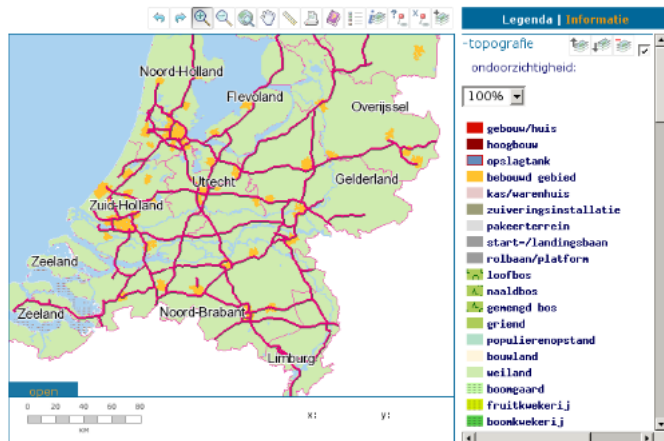 Legenda | Informatie
-topografie
ondoorzichtigheid:
100%
gebouw/huis
hoogbouw
opslagtank
bebouwd gebied
kas/warenhuis
zuiveringsinstallatie
pakeerterrein
start-/landingsbaan
rolbaan/platform
loofbos
naaldbos
gemengd bos
griend
populierenopstand
bouwland
weiland
boomgaard
fruitkwekerij
boomkwekerij
Noord-Holland
Flevoland
Overijssel
Utrecht
Gelderland
Zuid-Holland
Zeeland
Zeeland
Noord-Brabant
Limburg
open
0 20 40 60 80
KM
x: y: